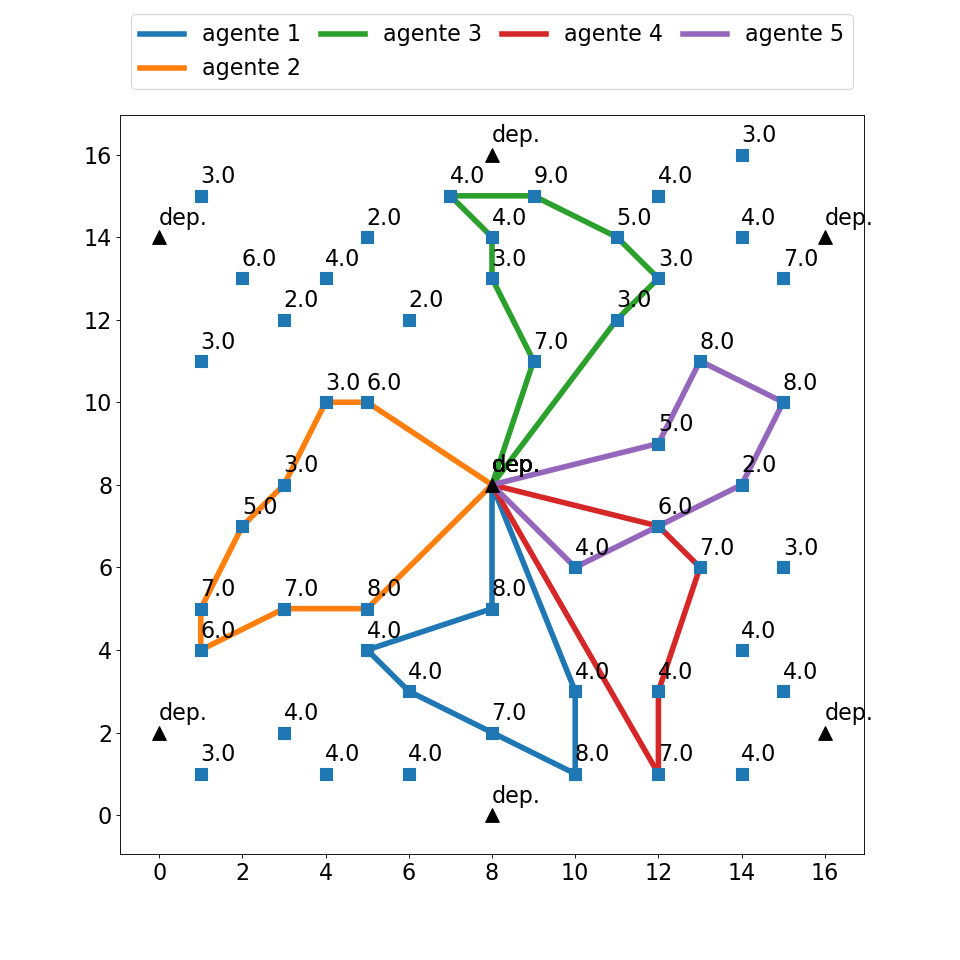 agente 1 agente 3 agente 4 agente 5
agente 2
16 dep. 3.0
3.0 4.0 9.0 4.0
14 dep. 2.0 4.0 5.0 4.0 dep.
6.0 4.0 3.0 3.0 7.0
12 2.0 2.0 3.0
3.0 7.0 8.0
10 3.0 6.0 8.0
5.0
8 3.0 dep. 2.0
5.0 6.0
6 4.0 7.0 3.0
7.0 7.0 8.0 8.0
4 6.0 4.0 4.0
4.0 4.0 4.0 4.0
2 dep. 4.0 7.0 dep.
3.0 4.0 4.0 8.0 7.0 4.0
0 dep.
0 2 4 6 8 10 12 14 16